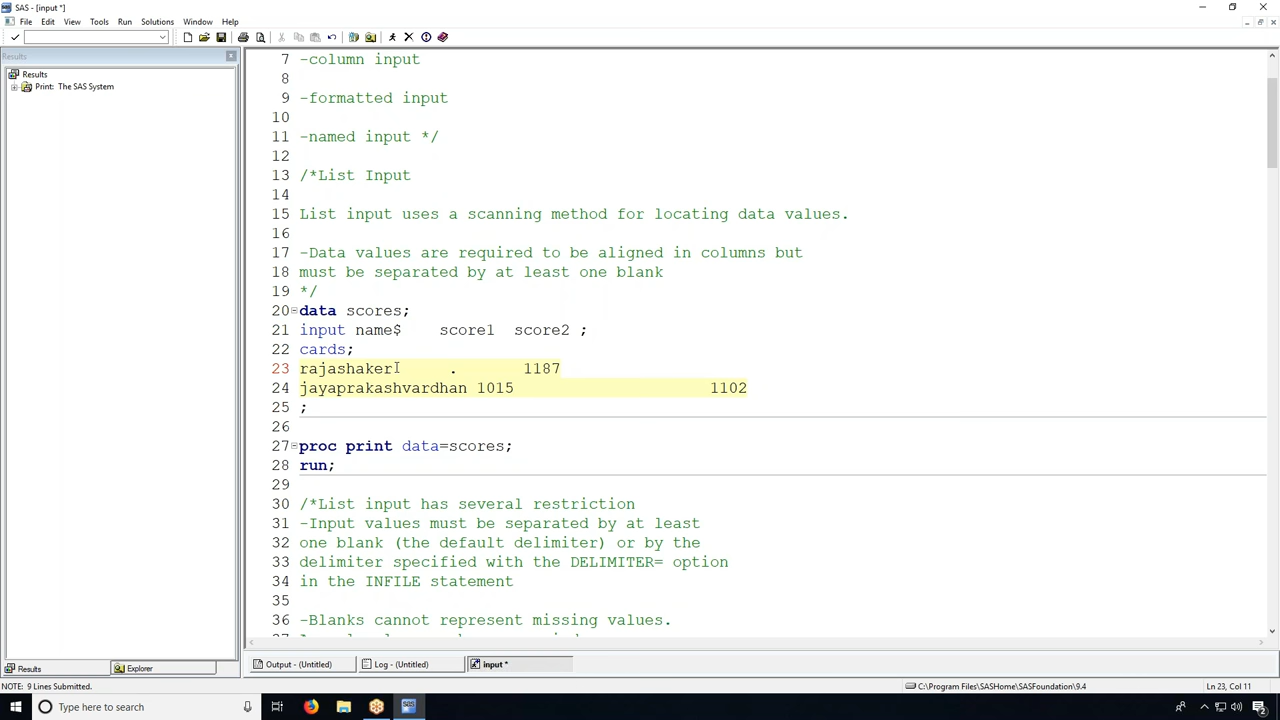 SAS - [input *]
File Edit View Tools Run Solutions Window Help
Results
Results
Print: The SAS System
7 -column input
8
9 -formatted input
10
11 -named input */
12
13 /*List Input
14
15 List input uses a scanning method for locating data values.
16
17 -Data values are required to be aligned in columns but
18 must be separated by at least one blank
19 */
20 data scores;
21 input name$ score1 score2 ;
22 cards;
23 rajashaker . 1187
24 jayaprakashvardhan 1015 1102
25 ;
26
27 proc print data=scores;
28 run;
29
30 /*List input has several restriction
31 -Input values must be separated by at least
32 one blank (the default delimiter) or by the
33 delimiter specified with the DELIMITER= option
34 in the INFILE statement
35
36 -Blanks cannot represent missing values.
Results Explorer
Output - (Untitled) Log - (Untitled) input *
NOTE: 9 Lines Submitted. C:\Program Files\SASHome\SASFoundation\9.4 Ln 23, Col 11
Type here to search